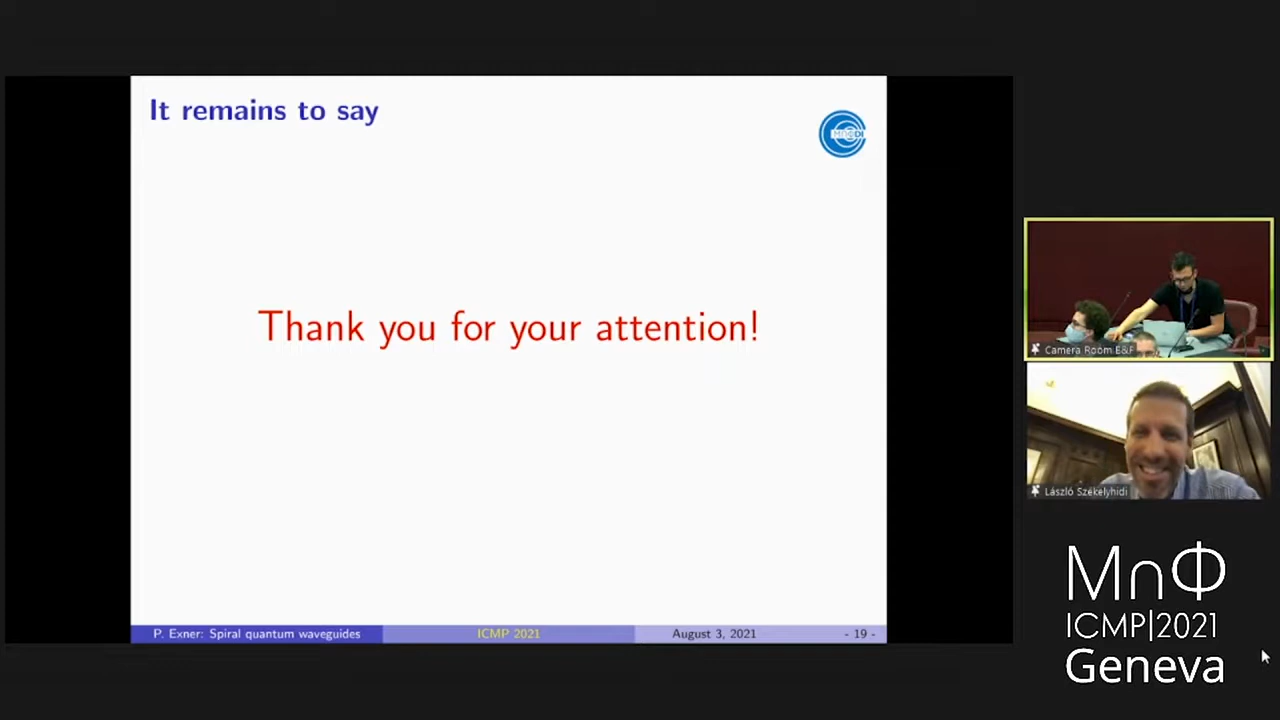 It remains to say
Thank you for your attention!
P. Exner: Spiral quantum waveguides
ICMP 2021
August 3, 2021
- 19 -
Camera Room E&F
László Székelyhidi
M∩Φ
ICMP|2021
Geneva